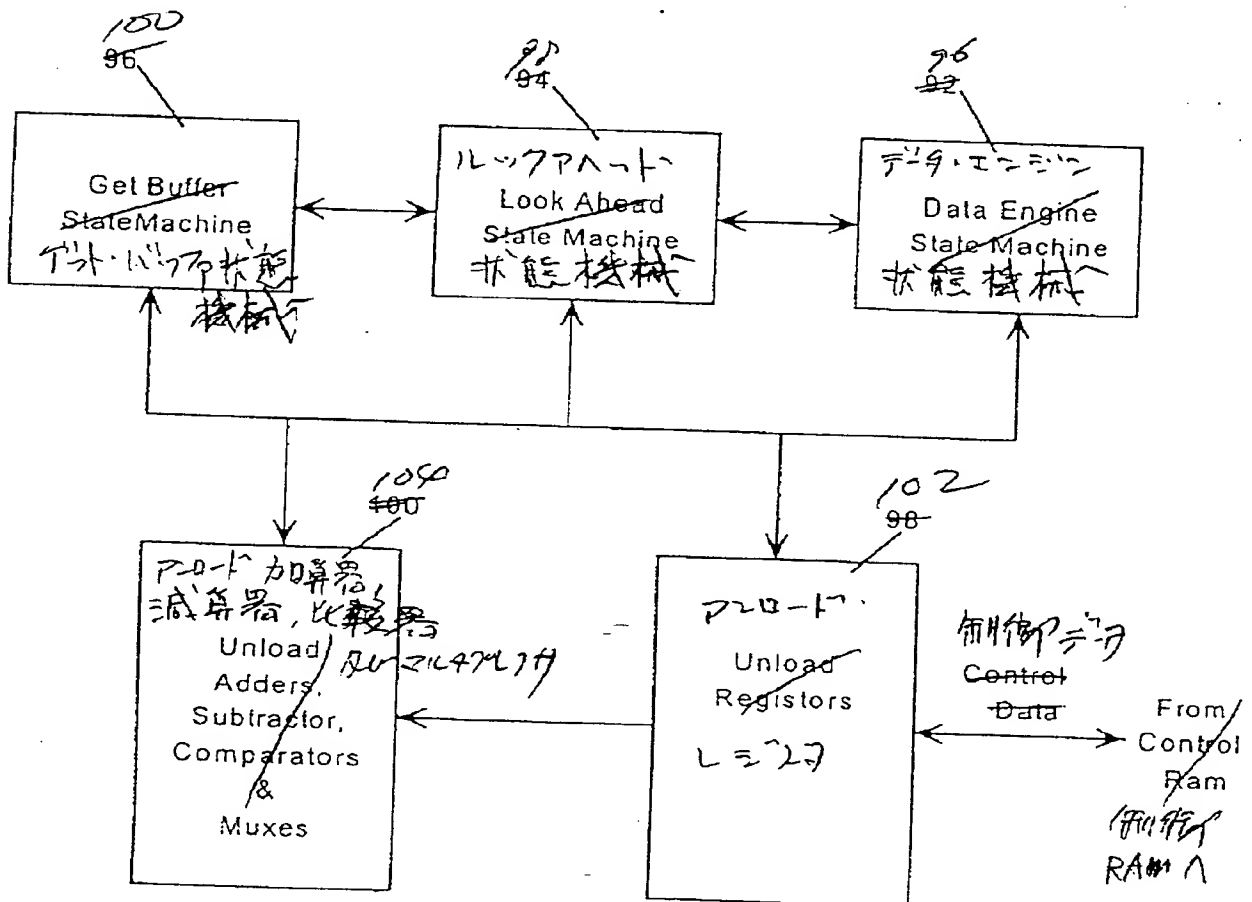 100
96
98
94
96
92
Get Buffer
StateMachine
ゲット・バッファ状態
機械
ルックアヘッド
Look Ahead
State Machine
状態機械
データ・エンジン
Data Engine
State Machine
状態機械
104
100
アンロード加算器,
減算器, 比較器
及びマルチプレクサ
Unload
Adders,
Subtractor,
Comparators
&
Muxes
102
98
アンロード・
Unload
Registors
レジスタ
制御データ
Control
Data
From
Control
Ram
制御
RAMへ